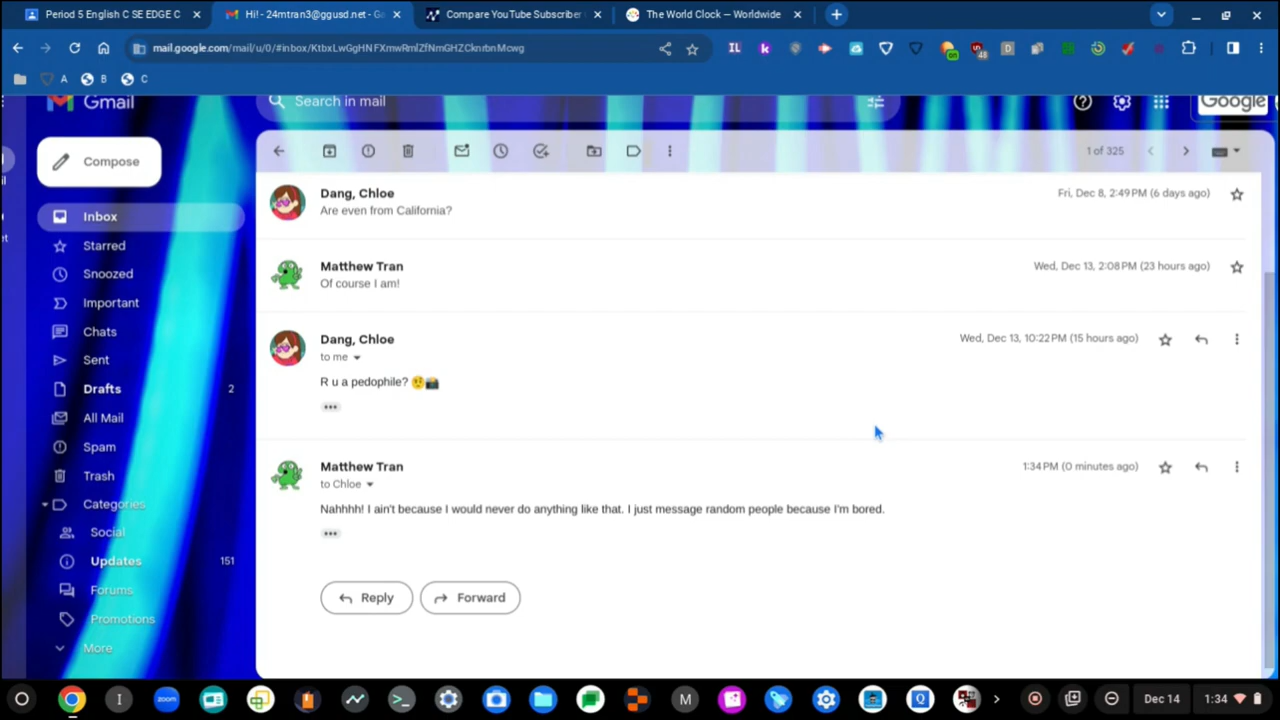 Period 5 English C SE EDGE C
Hi! - 24mtran3@ggusd.net - Ga
Compare YouTube Subscriber
The World Clock — Worldwide
mail.google.com/mail/u/0/#inbox/KtbxLwGgHNFXmwRmlZfNmGHZCknrbnMcwg
A
B
C
Gmail
Search in mail
Google
Compose
1 of 325
Inbox
Starred
Snoozed
Important
Chats
Sent
Drafts 2
All Mail
Spam
Trash
Categories
Social
Updates 151
Forums
Promotions
More
Dang, Chloe
Fri, Dec 8, 2:49 PM (6 days ago)
Are even from California?
Matthew Tran
Wed, Dec 13, 2:08 PM (23 hours ago)
Of course I am!
Dang, Chloe
Wed, Dec 13, 10:22 PM (15 hours ago)
to me
R u a pedophile? 🤨📸
Matthew Tran
1:34 PM (0 minutes ago)
to Chloe
Nahhhh! I ain't because I would never do anything like that. I just message random people because I'm bored.
Reply
Forward
zoom
Dec 14
1:34